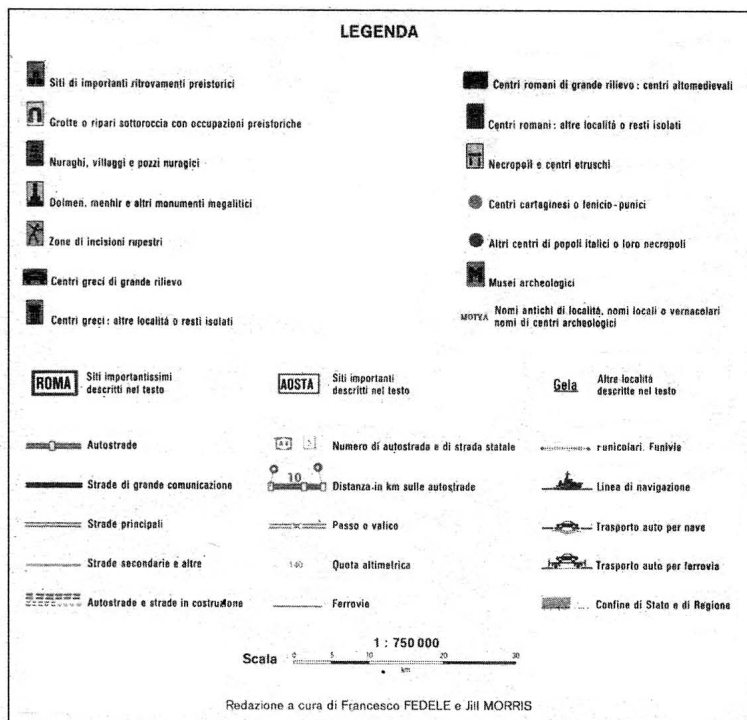 LEGENDA
Siti di importanti ritrovamenti preistorici
Grotte o ripari sottoroccia con occupazioni preistoriche
Nuraghi, villaggi e pozzi nuragici
Dolmen, menhir e altri monumenti megalitici
Zone di incisioni rupestri
Centri greci di grande rilievo
Centri greci: altre località o resti isolati
Centri romani di grande rilievo: centri altomedievali
Centri romani: altre località o resti isolati
Necropoli e centri etruschi
Centri cartaginesi o fenicio-punici
Altri centri di popoli italici o loro necropoli
M Musei archeologici
MOTYA Nomi antichi di località, nomi locali o vernacolari
nomi di centri archeologici
ROMA Siti importantissimi
descritti nel testo
AOSTA Siti importanti
descritti nel testo
Gela Altre località
descritte nel testo
Autostrade
Strade di grande comunicazione
Strade principali
Strade secondarie e altre
Autostrade e strade in costruzione
Numero di autostrada e di strada statale
10 Distanza in km sulle autostrade
Passo o valico
140 Quota altimetrica
Ferrovie
Funicolari. Funivie
Linea di navigazione
Trasporto auto per nave
Trasporto auto per ferrovia
Confine di Stato e di Regione
1 : 750 000
Scala 0 5 10 20 30
km
Redazione a cura di Francesco FEDELE e Jill MORRIS